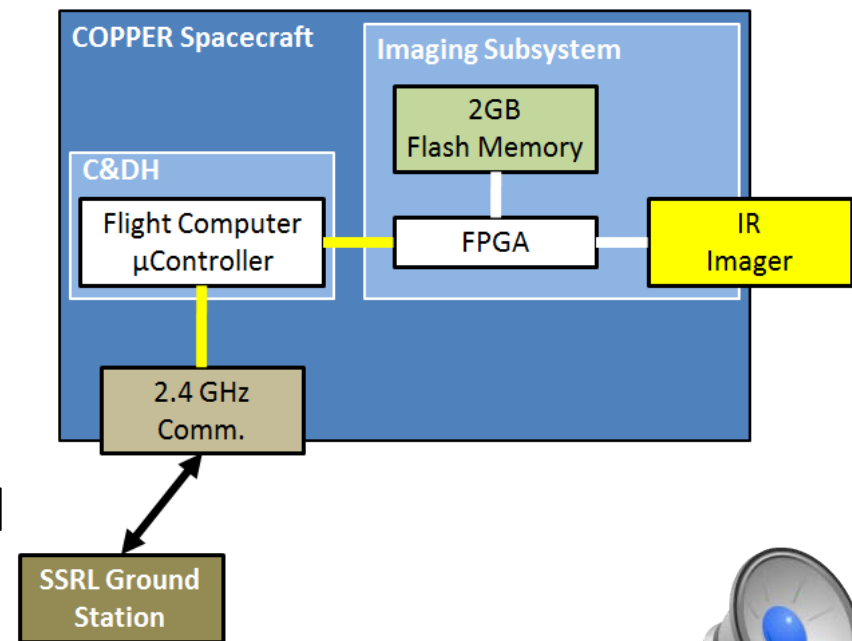 COPPER Spacecraft
Imaging Subsystem
2GB
Flash Memory
C&DH
Flight Computer
µController
FPGA
IR
Imager
2.4 GHz
Comm.
SSRL Ground
Station